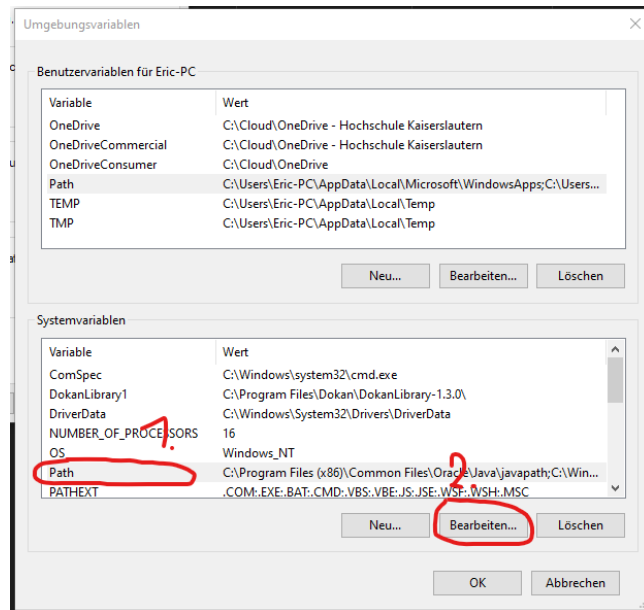 Umgebungsvariablen
Benutzervariablen für Eric-PC
Variable Wert
OneDrive C:\Cloud\OneDrive - Hochschule Kaiserslautern
OneDriveCommercial C:\Cloud\OneDrive - Hochschule Kaiserslautern
OneDriveConsumer C:\Cloud\OneDrive
Path C:\Users\Eric-PC\AppData\Local\Microsoft\WindowsApps;C:\Users...
TEMP C:\Users\Eric-PC\AppData\Local\Temp
TMP C:\Users\Eric-PC\AppData\Local\Temp
Neu... Bearbeiten... Löschen
Systemvariablen
Variable Wert
ComSpec C:\Windows\system32\cmd.exe
DokanLibrary1 C:\Program Files\Dokan\DokanLibrary-1.3.0\
DriverData C:\Windows\System32\Drivers\DriverData
NUMBER_OF_PROCESSORS 16
1.
OS Windows_NT
Path C:\Program Files (x86)\Common Files\Oracle\Java\javapath;C:\Win...
2.
PATHEXT .COM;.EXE;.BAT;.CMD;.VBS;.VBE;.JS;.JSE;.WSF;.WSH;.MSC
Neu... Bearbeiten... Löschen
OK Abbrechen